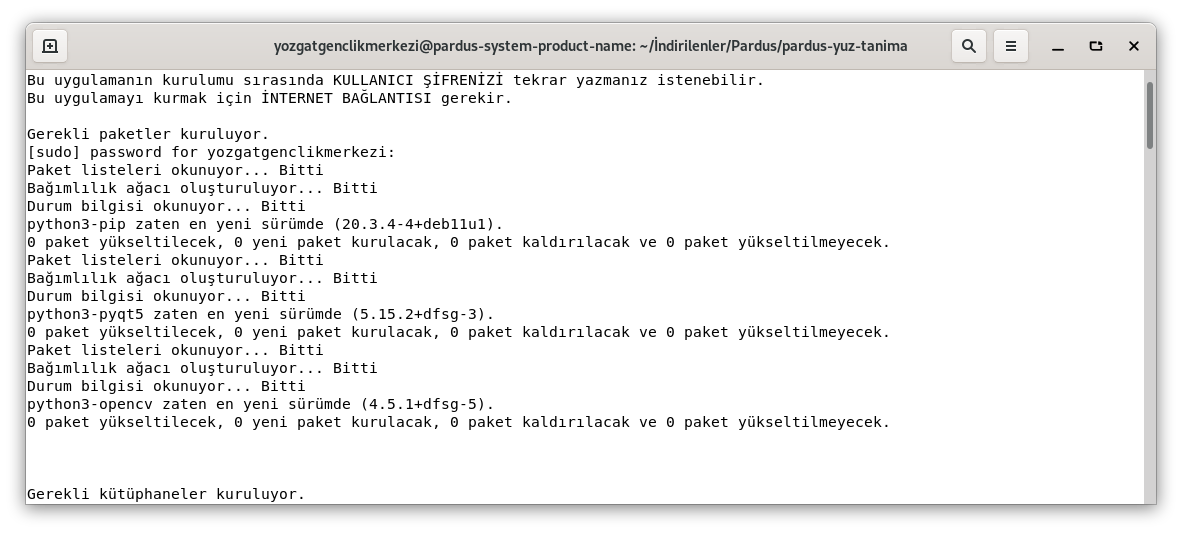 yozgatgenclikmerkezi@pardus-system-product-name: ~/İndirilenler/Pardus/pardus-yuz-tanima
Bu uygulamanın kurulumu sırasında KULLANICI ŞİFRENİZİ tekrar yazmanız istenebilir.
Bu uygulamayı kurmak için İNTERNET BAĞLANTISI gerekir.
Gerekli paketler kuruluyor.
[sudo] password for yozgatgenclikmerkezi:
Paket listeleri okunuyor... Bitti
Bağımlılık ağacı oluşturuluyor... Bitti
Durum bilgisi okunuyor... Bitti
python3-pip zaten en yeni sürümde (20.3.4-4+deb11u1).
0 paket yükseltilecek, 0 yeni paket kurulacak, 0 paket kaldırılacak ve 0 paket yükseltilmeyecek.
Paket listeleri okunuyor... Bitti
Bağımlılık ağacı oluşturuluyor... Bitti
Durum bilgisi okunuyor... Bitti
python3-pyqt5 zaten en yeni sürümde (5.15.2+dfsg-3).
0 paket yükseltilecek, 0 yeni paket kurulacak, 0 paket kaldırılacak ve 0 paket yükseltilmeyecek.
Paket listeleri okunuyor... Bitti
Bağımlılık ağacı oluşturuluyor... Bitti
Durum bilgisi okunuyor... Bitti
python3-opencv zaten en yeni sürümde (4.5.1+dfsg-5).
0 paket yükseltilecek, 0 yeni paket kurulacak, 0 paket kaldırılacak ve 0 paket yükseltilmeyecek.
Gerekli kütüphaneler kuruluyor.